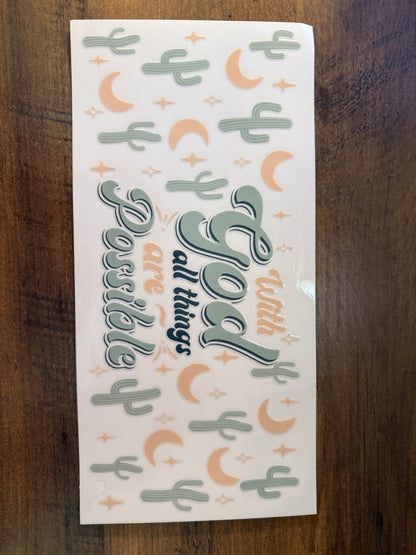 With
God
all things
are
Possible